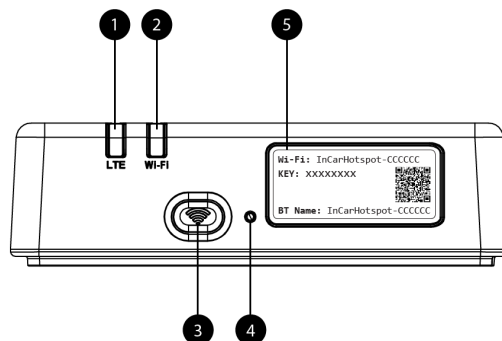 1 2 5
LTE WI-FI
Wi-Fi: InCarHotspot-CCCCCC
KEY: XXXXXXXX
BT Name: InCarHotspot-CCCCCC
3 4